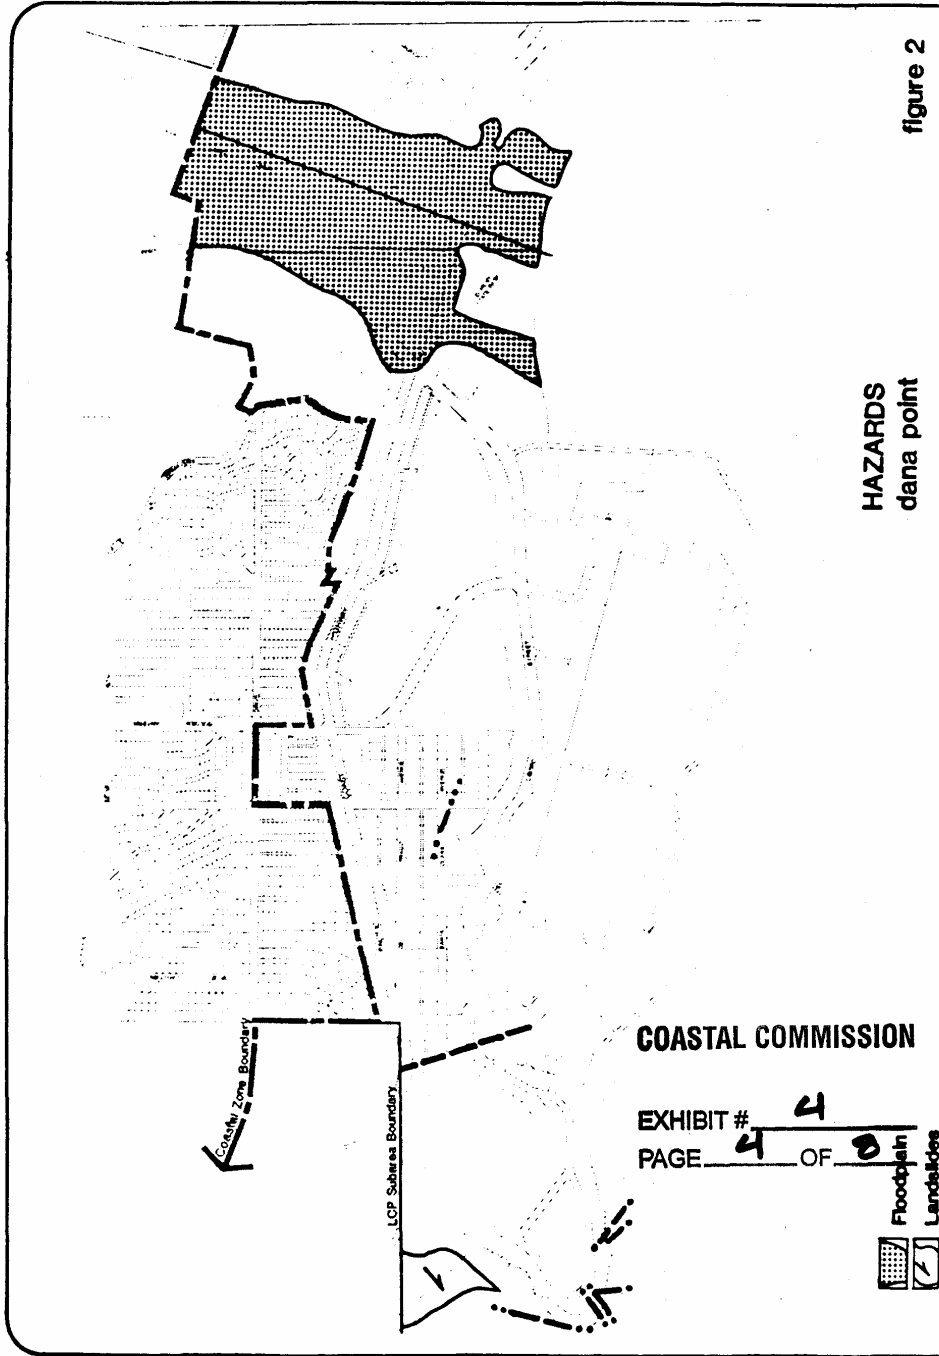 figure 2
HAZARDS
dana point
Coastal Zone Boundary
LCP Subarea Boundary
STREET
COASTAL COMMISSION
EXHIBIT # 4
PAGE 4 OF 8
Floodplain
Landslides